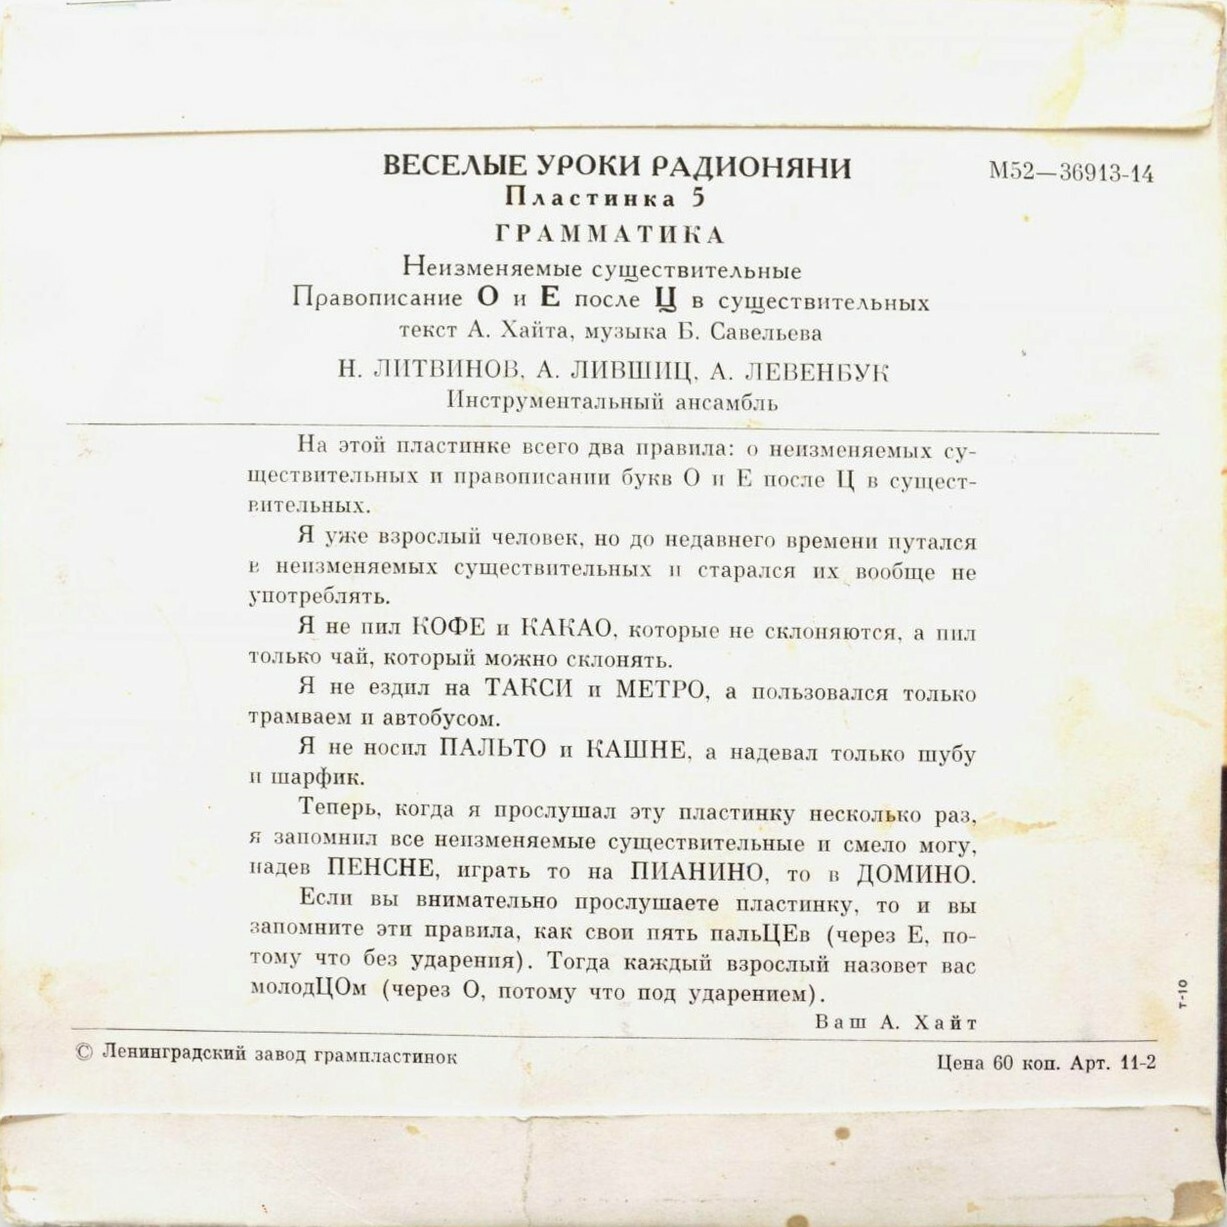 ВЕСЕЛЫЕ УРОКИ РАДИОНЯНИ
М52—36913-14
Пластинка 5
ГРАММАТИКА
Неизменяемые существительные
Правописание О и Е после Ц в существительных
текст А. Хайта, музыка Б. Савельева
Н. ЛИТВИНОВ, А. ЛИВШИЦ, А. ЛЕВЕНБУК
Инструментальный ансамбль
На этой пластинке всего два правила: о неизменяемых су-
ществительных и правописании букв О и Е после Ц в сущест-
вительных.
Я уже взрослый человек, но до недавнего времени путался
в неизменяемых существительных и старался их вообще не
употреблять.
Я не пил КОФЕ и КАКАО, которые не склоняются, а пил
только чай, который можно склонять.
Я не ездил на ТАКСИ и МЕТРО, а пользовался только
трамваем и автобусом.
Я не носил ПАЛЬТО и КАШНЕ, а надевал только шубу
и шарфик.
Теперь, когда я прослушал эту пластинку несколько раз,
я запомнил все неизменяемые существительные и смело могу,
надев ПЕНСНЕ, играть то на ПИАНИНО, то в ДОМИНО.
Если вы внимательно прослушаете пластинку, то и вы
запомните эти правила, как свои пять пальЦЕв (через Е, по-
тому что без ударения). Тогда каждый взрослый назовет вас
молодЦОм (через О, потому что под ударением).
Ваш А. Хайт
т-10
© Ленинградский завод грампластинок
Цена 60 коп. Арт. 11-2